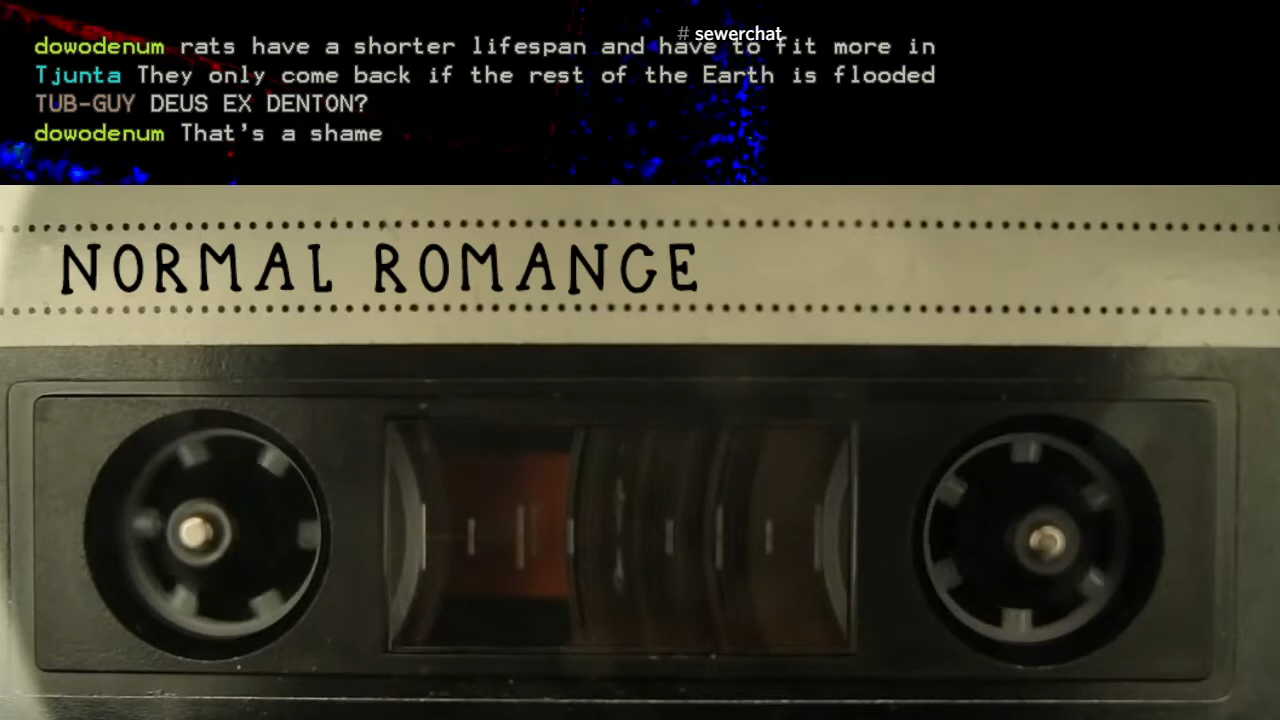 # sewerchat
dowodenum rats have a shorter lifespan and have to fit more in
Tjunta They only come back if the rest of the Earth is flooded
TUB-GUY DEUS EX DENTON?
dowodenum That's a shame
NORMAL ROMANCE